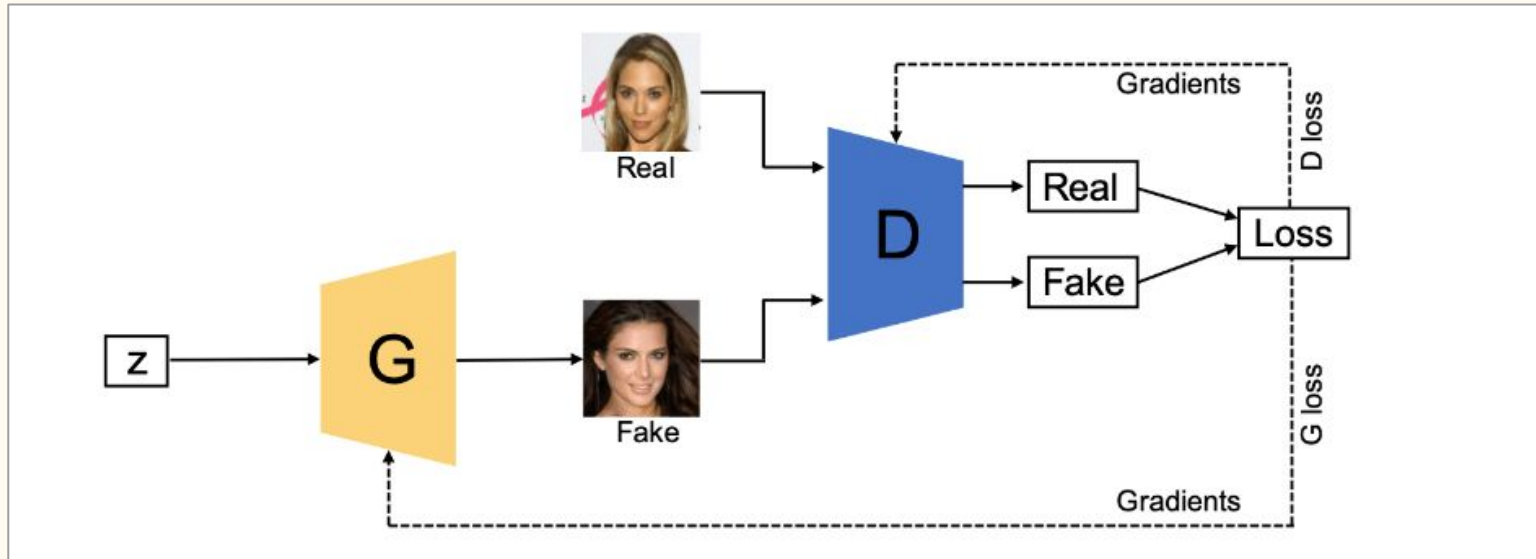 Gradients
D loss
Real
Real
D
Loss
Fake
z
G
Fake
G loss
Gradients